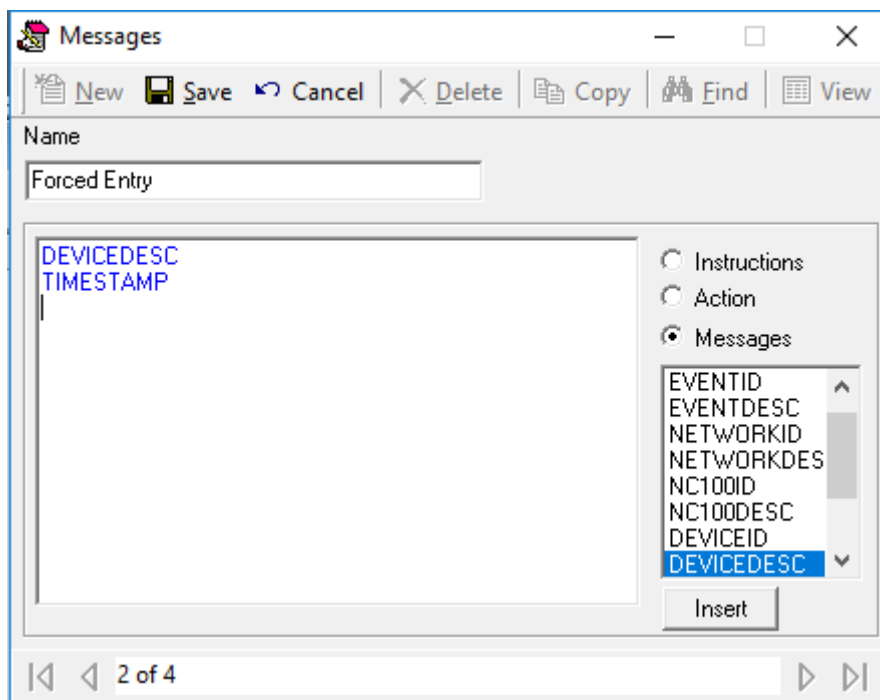 Messages
New Save Cancel Delete Copy Find View
Name
Forced Entry
DEVICEDESC
TIMESTAMP
Instructions
Action
Messages
EVENTID
EVENTDESC
NETWORKID
NETWORKDES
NC100ID
NC100DESC
DEVICEID
DEVICEDESC
Insert
2 of 4